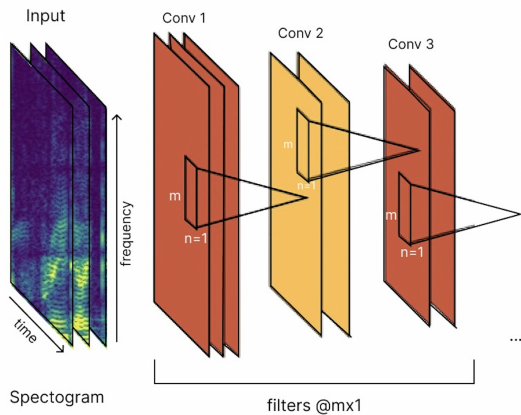 Input
Conv 1
Conv 2
Conv 3
m
n=1
m
n=1
m
n=1
frequency
time
...
Spectogram
filters @mx1